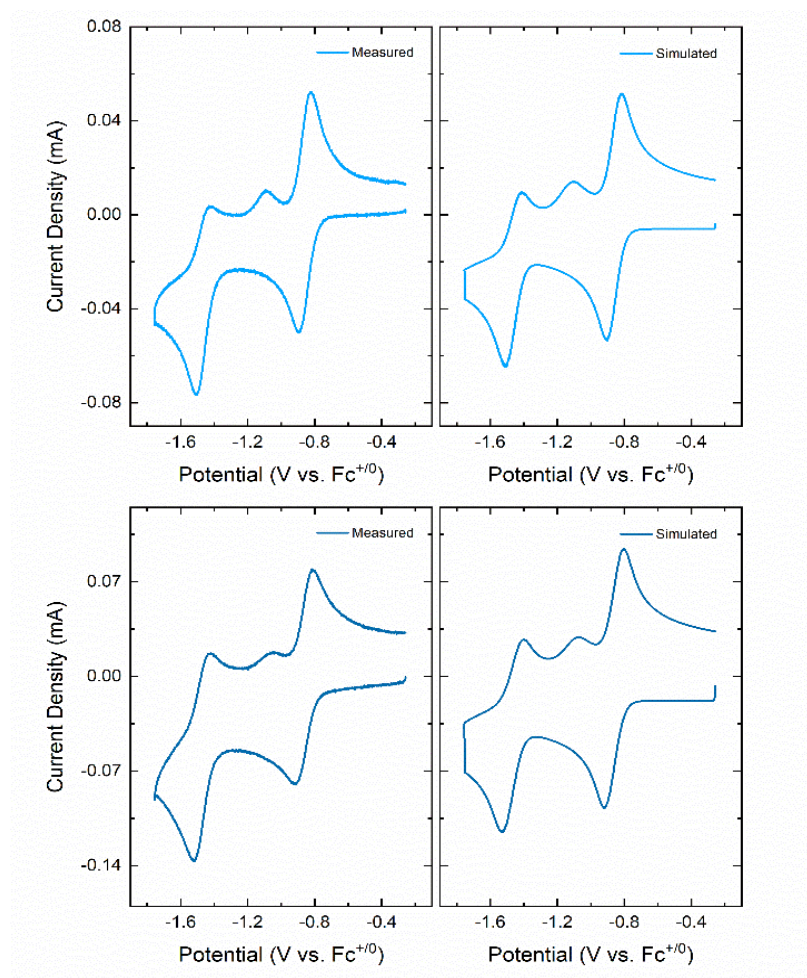 Measured
Simulated
0.08
0.04
0.00
-0.04
-0.08
Current Density (mA)
-1.6 -1.2 -0.8 -0.4
-1.6 -1.2 -0.8 -0.4
Potential (V vs. Fc+/0)
Potential (V vs. Fc+/0)
Measured
Simulated
0.07
0.00
-0.07
-0.14
Current Density (mA)
-1.6 -1.2 -0.8 -0.4
-1.6 -1.2 -0.8 -0.4
Potential (V vs. Fc+/0)
Potential (V vs. Fc+/0)